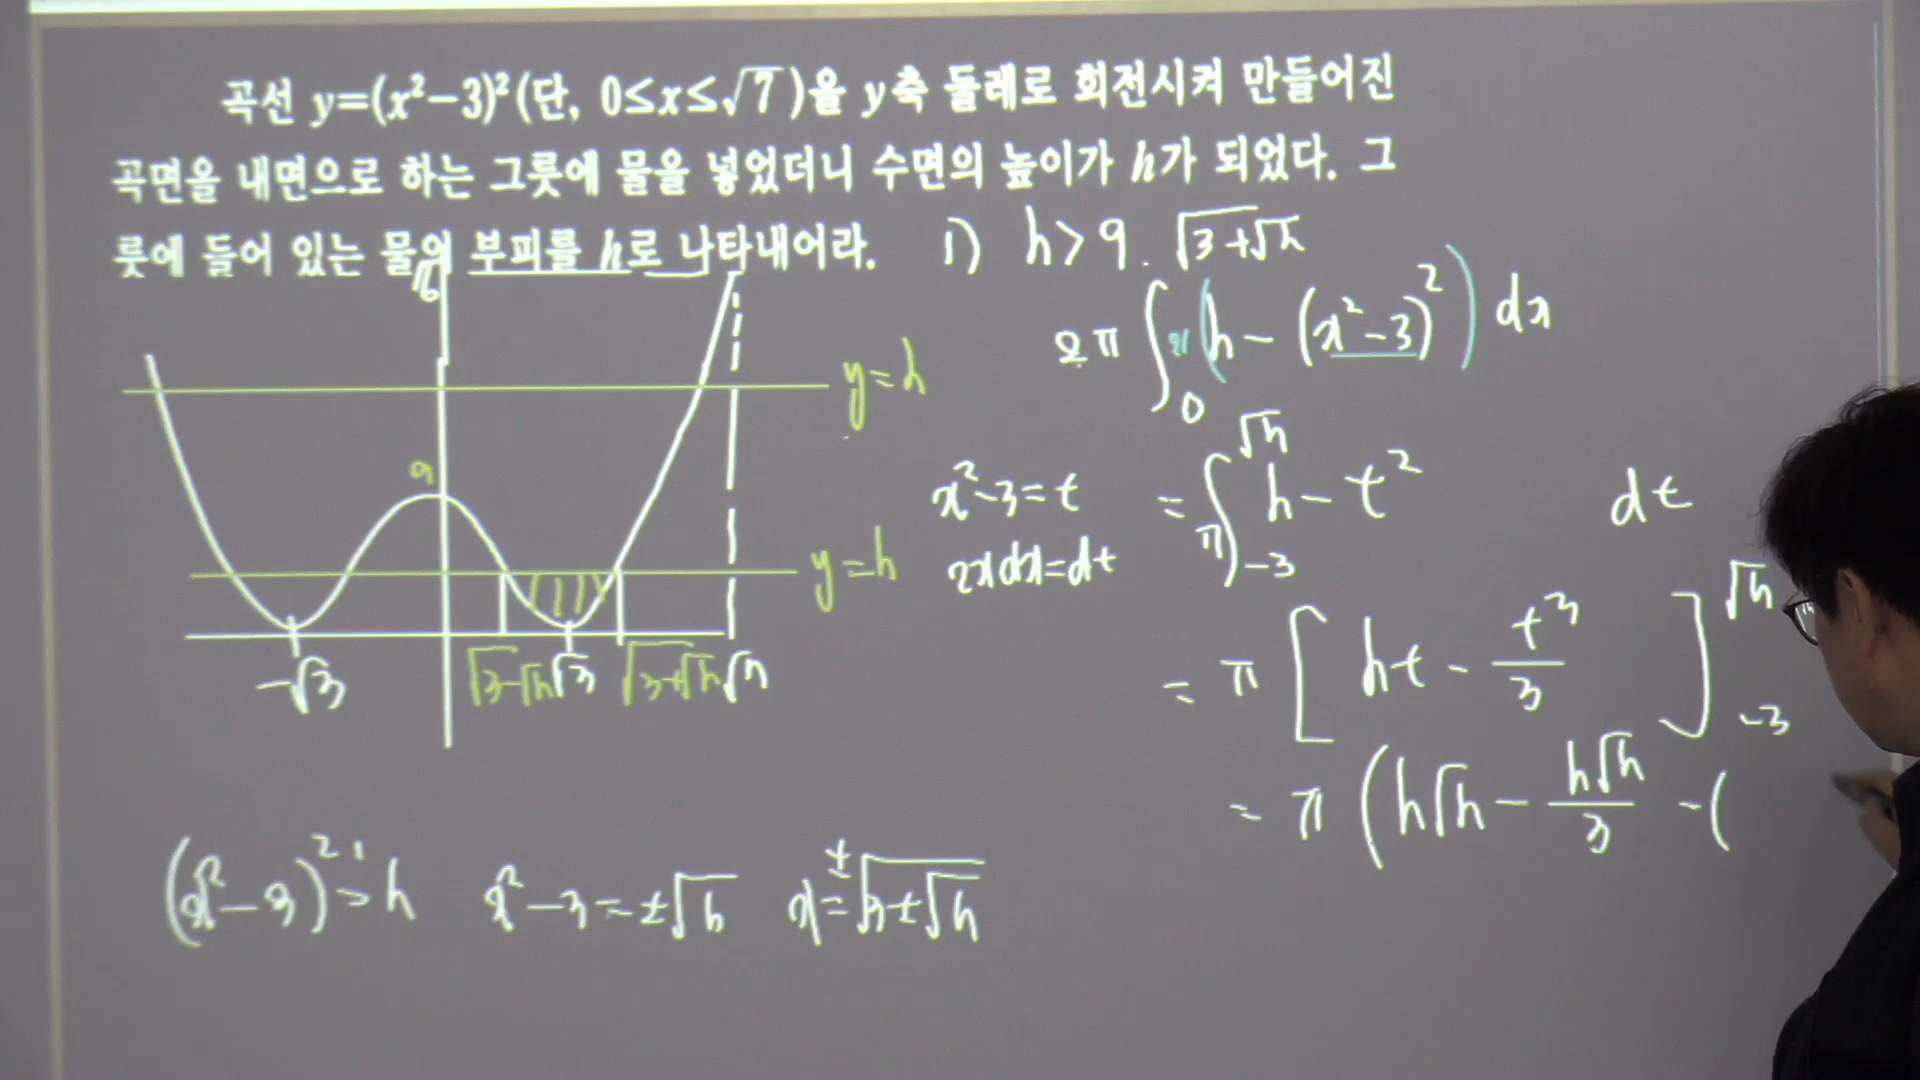 곡선 y=(x²−3)²(단, 0≤x≤√7)을 y축 둘레로 회전시켜 만들어진
곡면을 내면으로 하는 그릇에 물을 넣었더니 수면의 높이가 h가 되었다. 그
릇에 들어 있는 물의 부피를 h로 나타내어라.
1) h>9. √(3+√h)
2π ∫₀ x(h−(x²−3)²) dx
x²−3=t
2xdx=dt
= π ∫₋₃^√h h−t² dt
= π [ht − t³/3]₋₃^√h
= π (h√h − h√h/3 −(
16
y=h
9
y=h
−√3 √(3−√h) √3 √(3+√h) √7
(x²−3)²=h x²−3=±√h x=±√(3±√h)